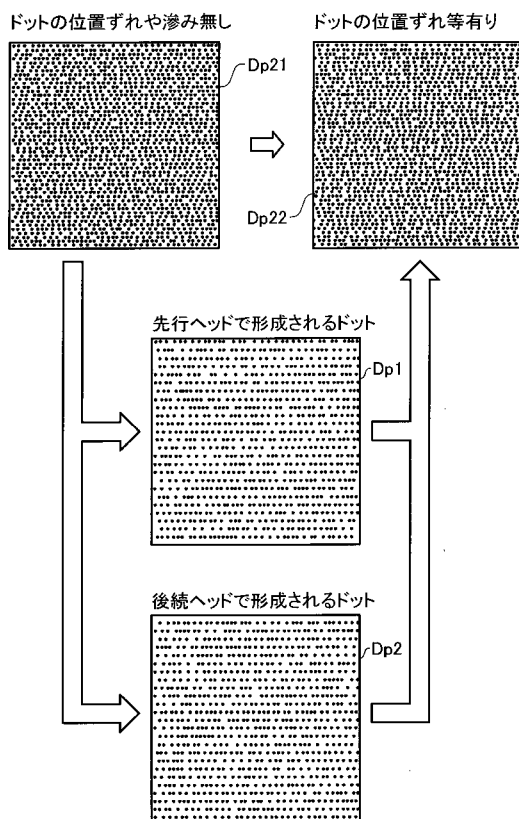 ドットの位置ずれや滲み無し
ドットの位置ずれ等有り
Dp21
Dp22
先行ヘッドで形成されるドット
Dp1
後続ヘッドで形成されるドット
Dp2